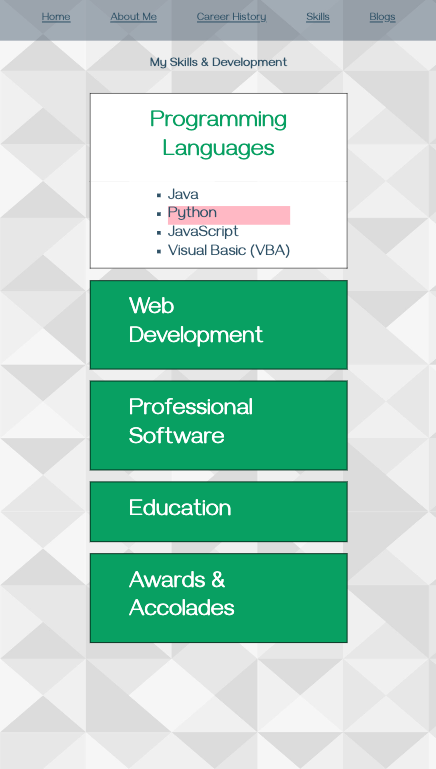 Home About Me Career History Skills Blogs
My Skills & Development
Programming
Languages
Java
Python
JavaScript
Visual Basic (VBA)
Web
Development
Professional
Software
Education
Awards &
Accolades